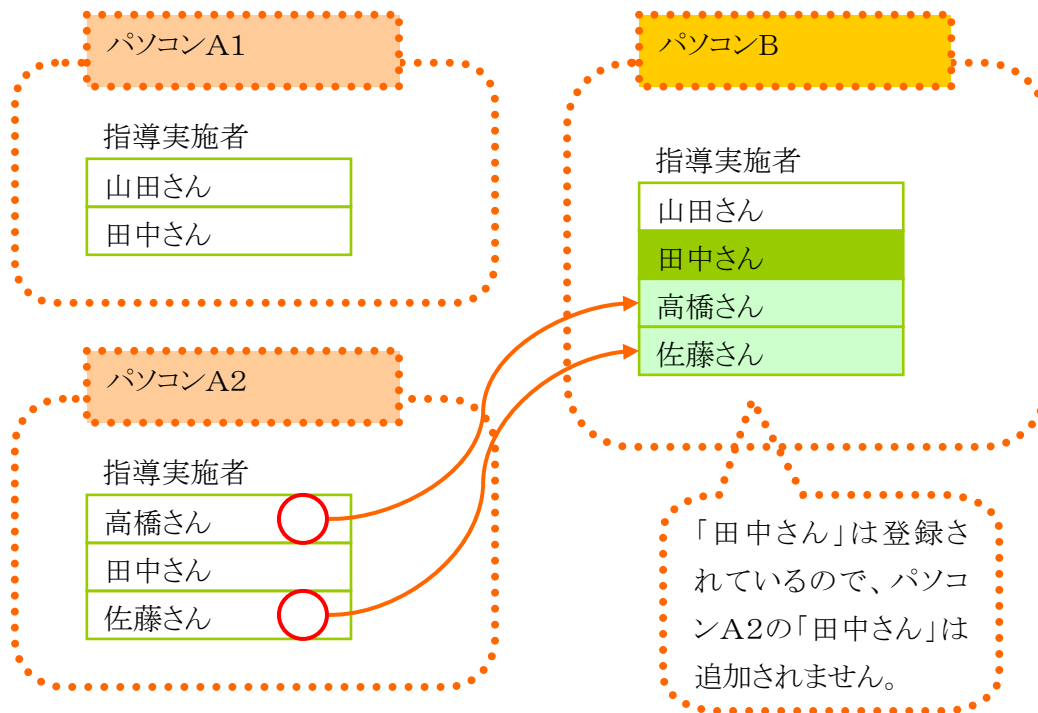 パソコンA1
指導実施者
山田さん
田中さん
パソコンA2
指導実施者
高橋さん
田中さん
佐藤さん
パソコンB
指導実施者
山田さん
田中さん
高橋さん
佐藤さん
「田中さん」は登録さ
れているので、パソコ
ンA2の「田中さん」は
追加されません。